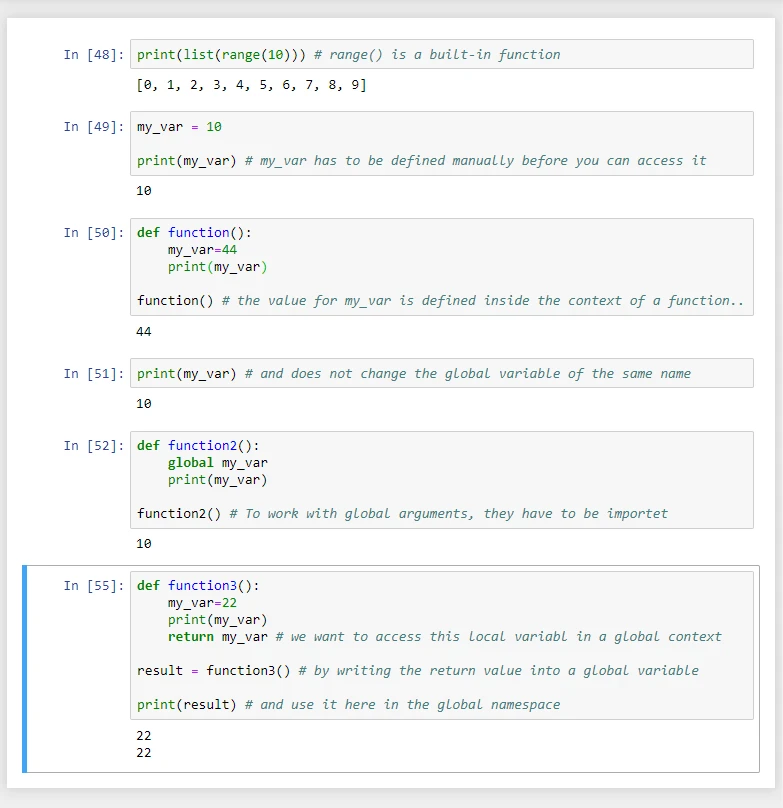 In [48]: print(list(range(10))) # range() is a built-in function
[0, 1, 2, 3, 4, 5, 6, 7, 8, 9]
In [49]: my_var = 10
print(my_var) # my_var has to be defined manually before you can access it
10
In [50]: def function():
    my_var=44
    print(my_var)
function() # the value for my_var is defined inside the context of a function..
44
In [51]: print(my_var) # and does not change the global variable of the same name
10
In [52]: def function2():
    global my_var
    print(my_var)
function2() # To work with global arguments, they have to be importet
10
In [55]: def function3():
    my_var=22
    print(my_var)
    return my_var # we want to access this local variabl in a global context
result = function3() # by writing the return value into a global variable
print(result) # and use it here in the global namespace
22
22